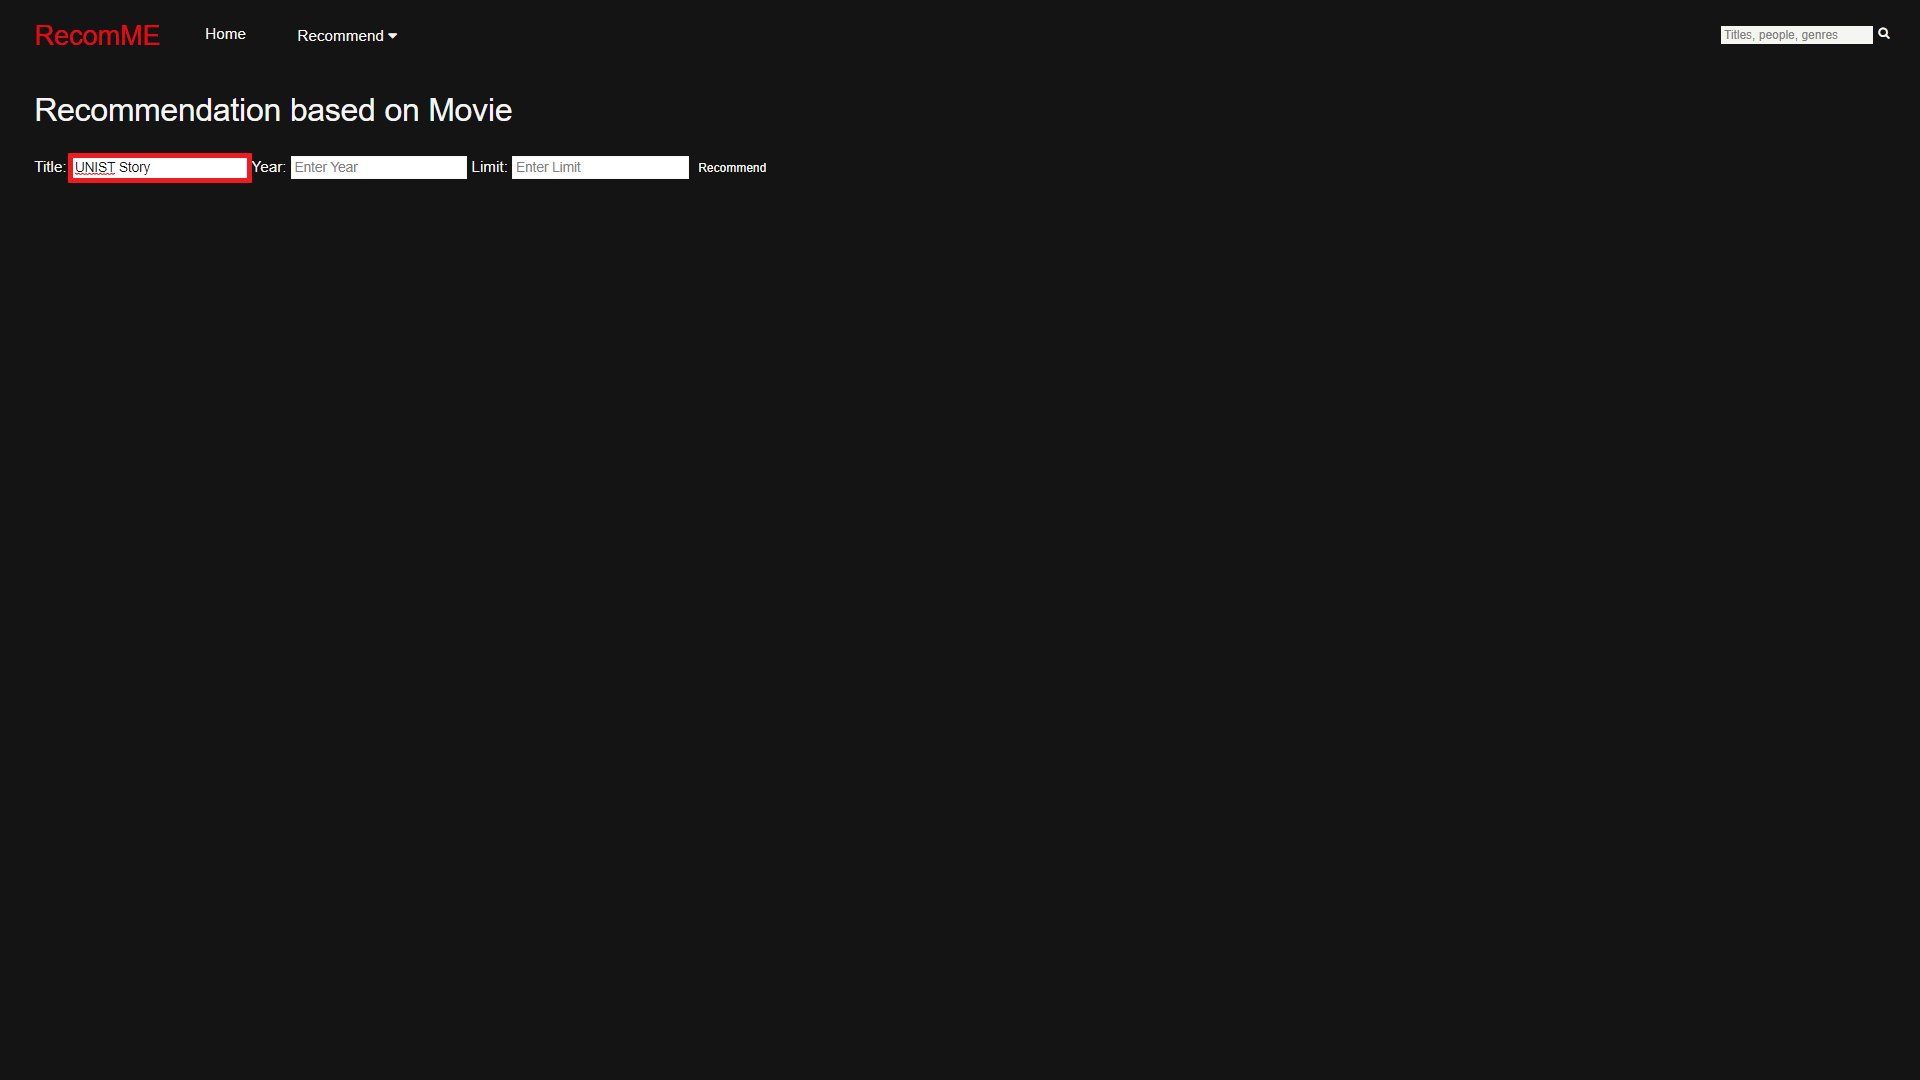 RecomME Home Recommend Titles, people, genres
Recommendation based on Movie
Title: UNIST Story Year: Enter Year Limit: Enter Limit Recommend